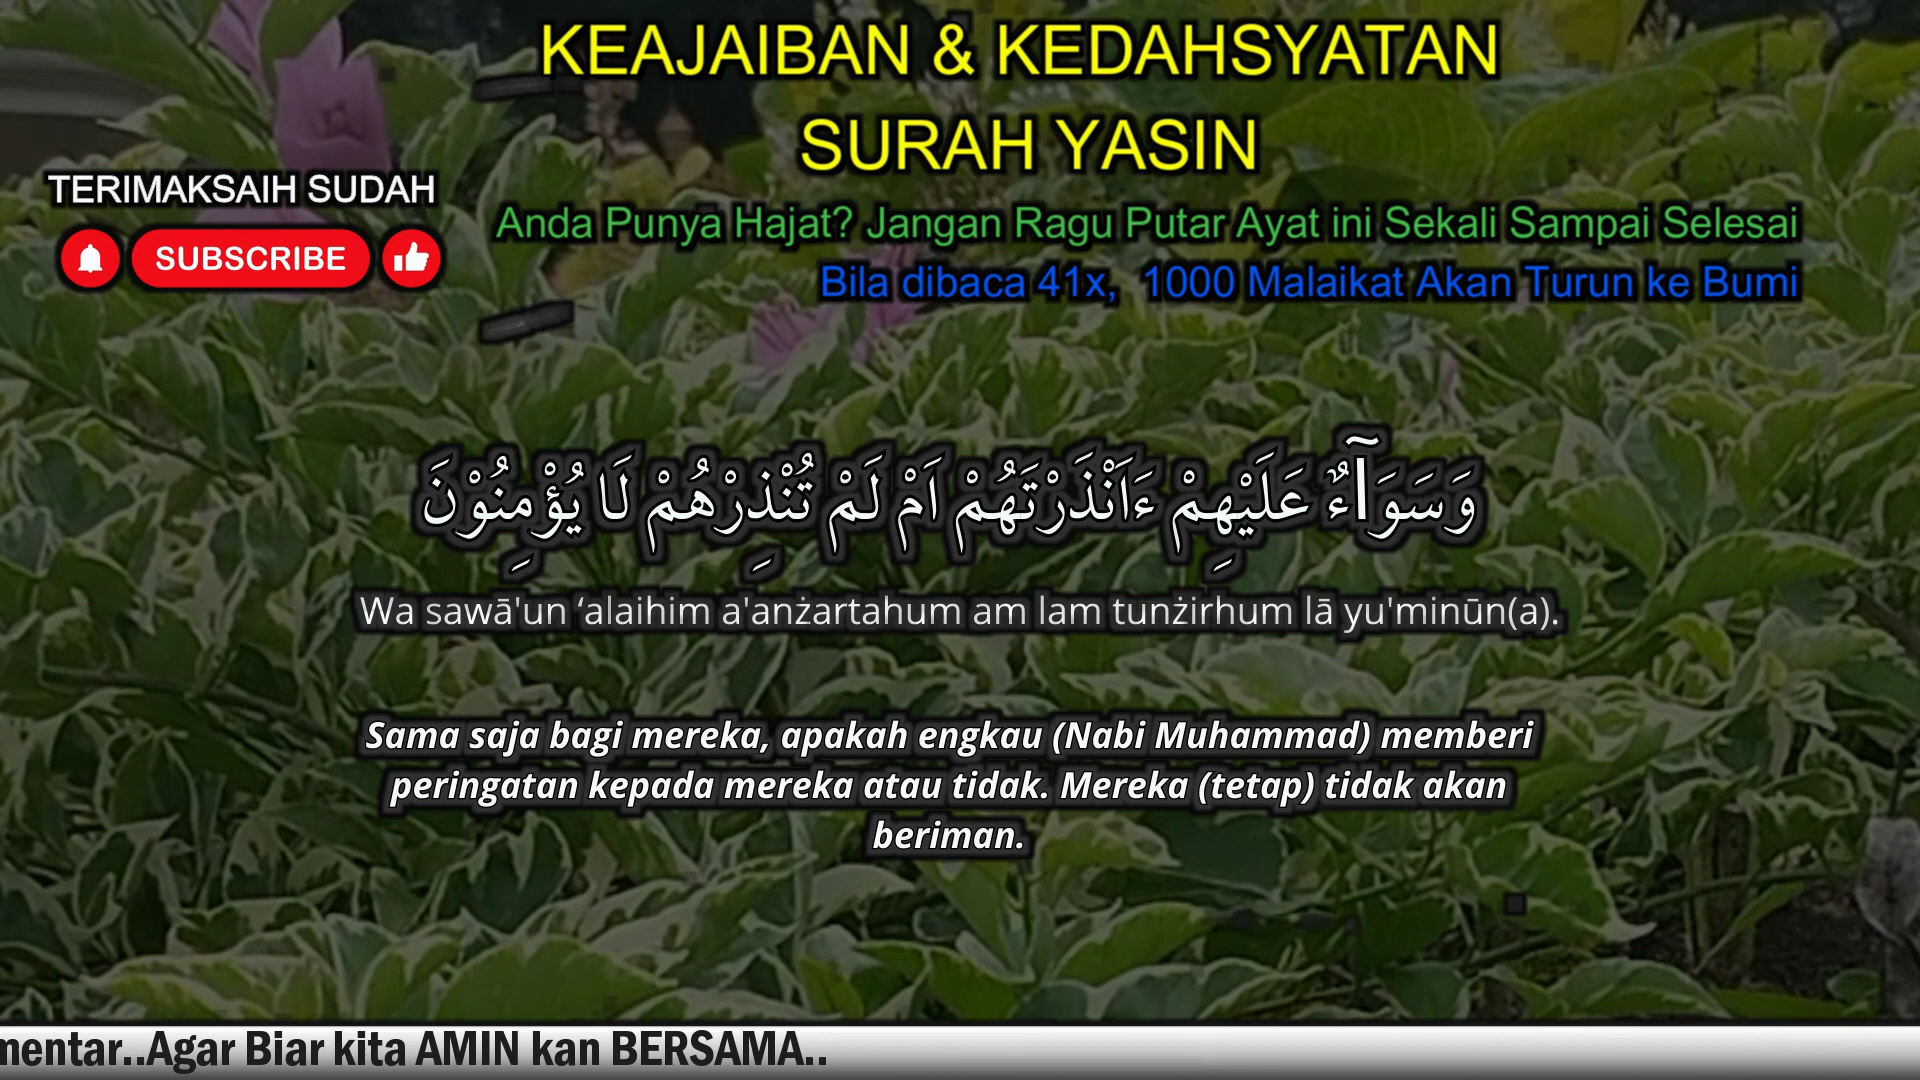 KEAJAIBAN & KEDAHSYATAN
SURAH YASIN
TERIMAKSAIH SUDAH
SUBSCRIBE
Anda Punya Hajat? Jangan Ragu Putar Ayat ini Sekali Sampai Selesai
Bila dibaca 41x, 1000 Malaikat Akan Turun ke Bumi
وَسَوَاۤءٌ عَلَيْهِمْ ءَاَنْذَرْتَهُمْ اَمْ لَمْ تُنْذِرْهُمْ لَا يُؤْمِنُوْنَ
Wa sawā'un ‘alaihim a'anżartahum am lam tunżirhum lā yu'minūn(a).
Sama saja bagi mereka, apakah engkau (Nabi Muhammad) memberi
peringatan kepada mereka atau tidak. Mereka (tetap) tidak akan
beriman.
mentar..Agar Biar kita AMIN kan BERSAMA..